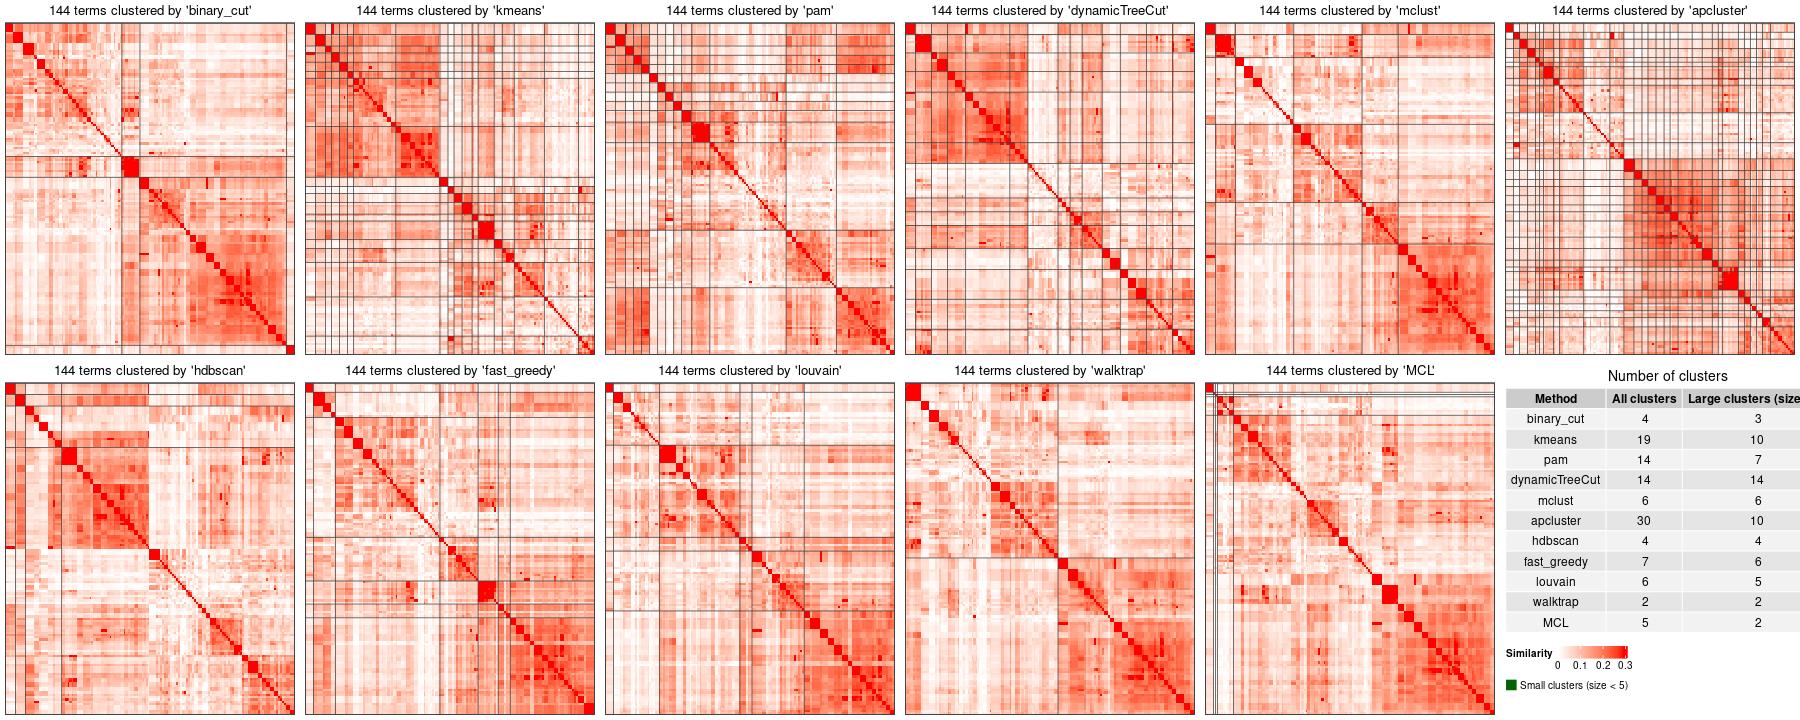 144 terms clustered by 'binary_cut'
144 terms clustered by 'kmeans'
144 terms clustered by 'pam'
144 terms clustered by 'dynamicTreeCut'
144 terms clustered by 'mclust'
144 terms clustered by 'apcluster'
144 terms clustered by 'hdbscan'
144 terms clustered by 'fast_greedy'
144 terms clustered by 'louvain'
144 terms clustered by 'walktrap'
144 terms clustered by 'MCL'
Number of clusters
Method All clusters Large clusters (size
binary_cut 4 3
kmeans 19 10
pam 14 7
dynamicTreeCut 14 14
mclust 6 6
apcluster 30 10
hdbscan 4 4
fast_greedy 7 6
louvain 6 5
walktrap 2 2
MCL 5 2
Similarity
0 0.1 0.2 0.3
Small clusters (size < 5)